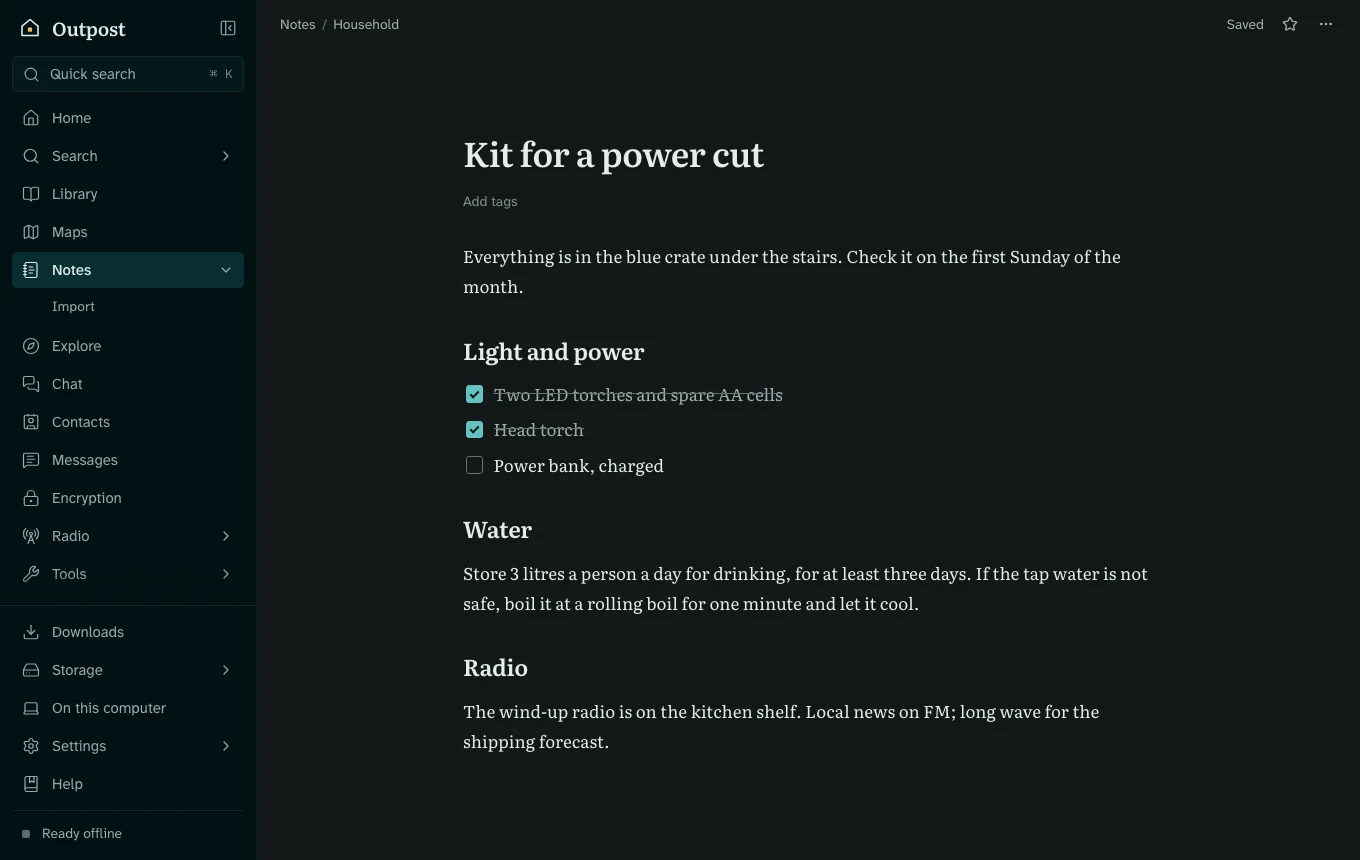 Outpost
Quick search ⌘ K
Home
Search
Library
Maps
Notes
Import
Explore
Chat
Contacts
Messages
Encryption
Radio
Tools
Downloads
Storage
On this computer
Settings
Help
Ready offline
Notes / Household
Saved
Kit for a power cut
Add tags
Everything is in the blue crate under the stairs. Check it on the first Sunday of the
month.
Light and power
Two LED torches and spare AA cells
Head torch
Power bank, charged
Water
Store 3 litres a person a day for drinking, for at least three days. If the tap water is not
safe, boil it at a rolling boil for one minute and let it cool.
Radio
The wind-up radio is on the kitchen shelf. Local news on FM; long wave for the
shipping forecast.